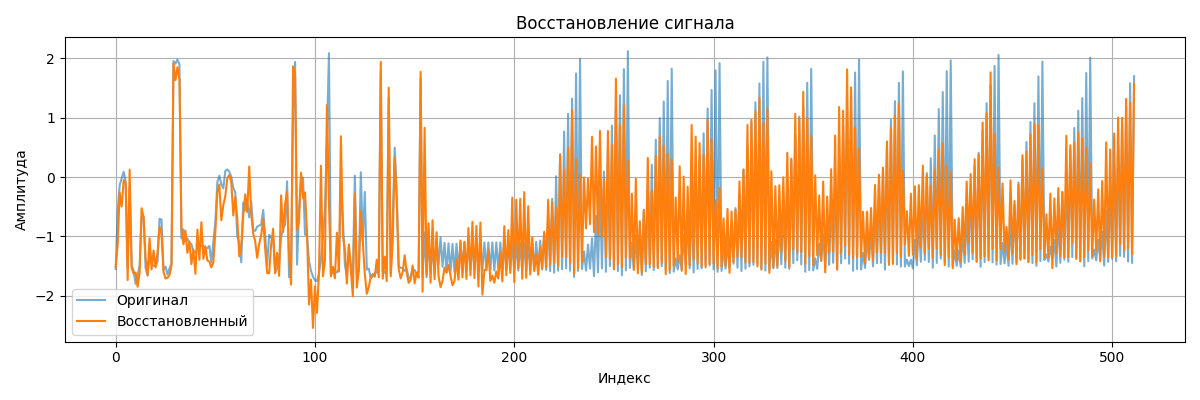 Восстановление сигнала
Амплитуда
2
1
0
−1
−2
Оригинал
Восстановленный
0 100 200 300 400 500
Индекс